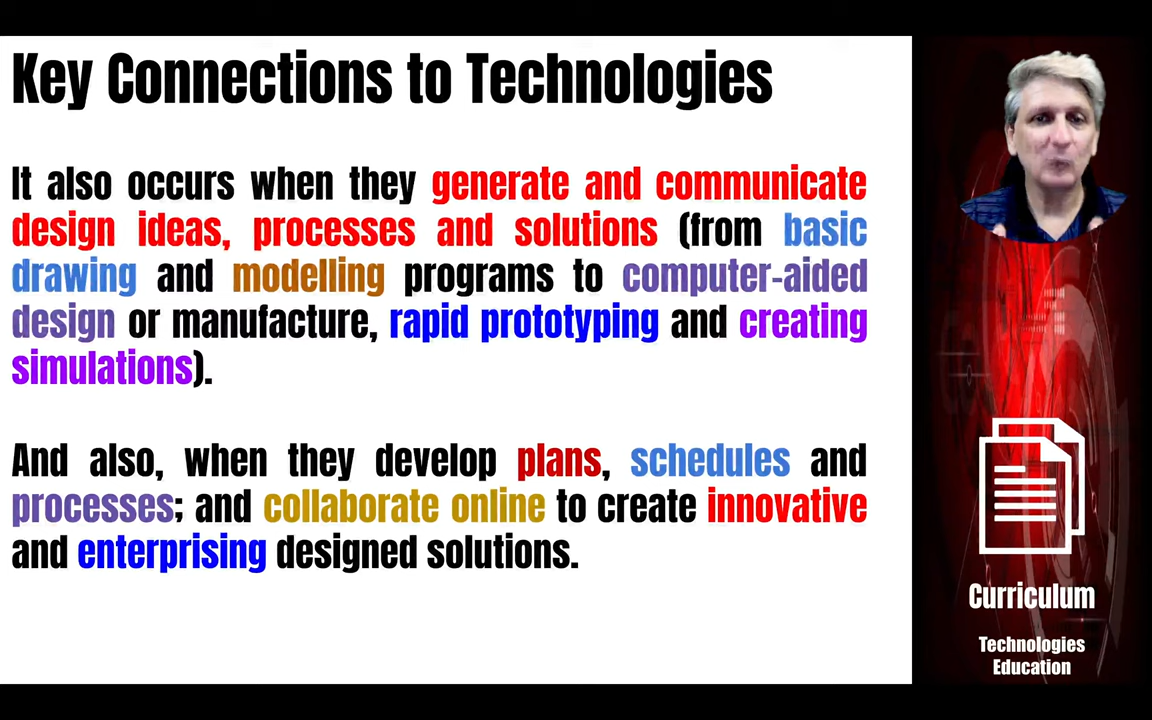 Key Connections to Technologies
It also occurs when they generate and communicate
design ideas, processes and solutions (from basic
drawing and modelling programs to computer-aided
design or manufacture, rapid prototyping and creating
simulations).
And also, when they develop plans, schedules and
processes; and collaborate online to create innovative
and enterprising designed solutions.
Curriculum
Technologies
Education